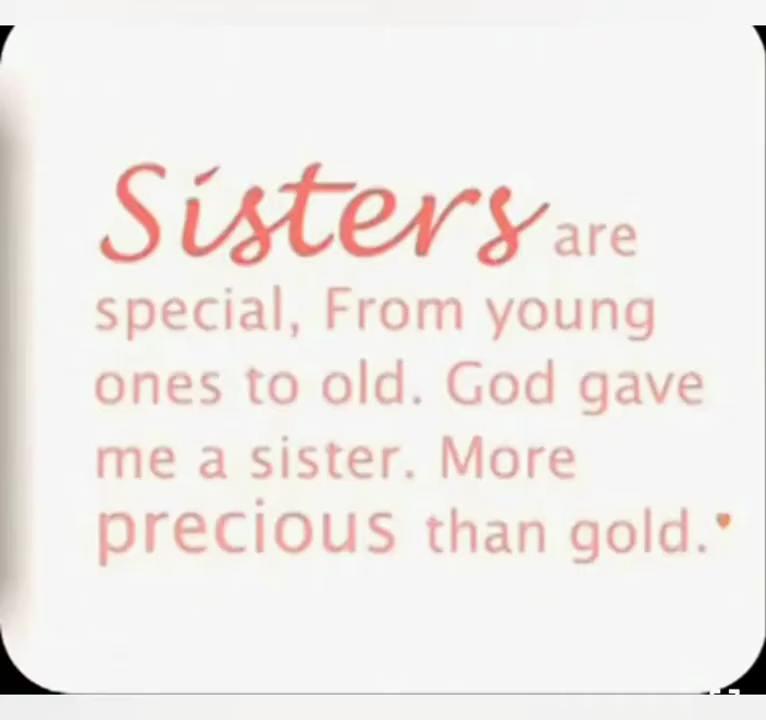 Sisters are
special, From young
ones to old. God gave
me a sister. More
precious than gold.